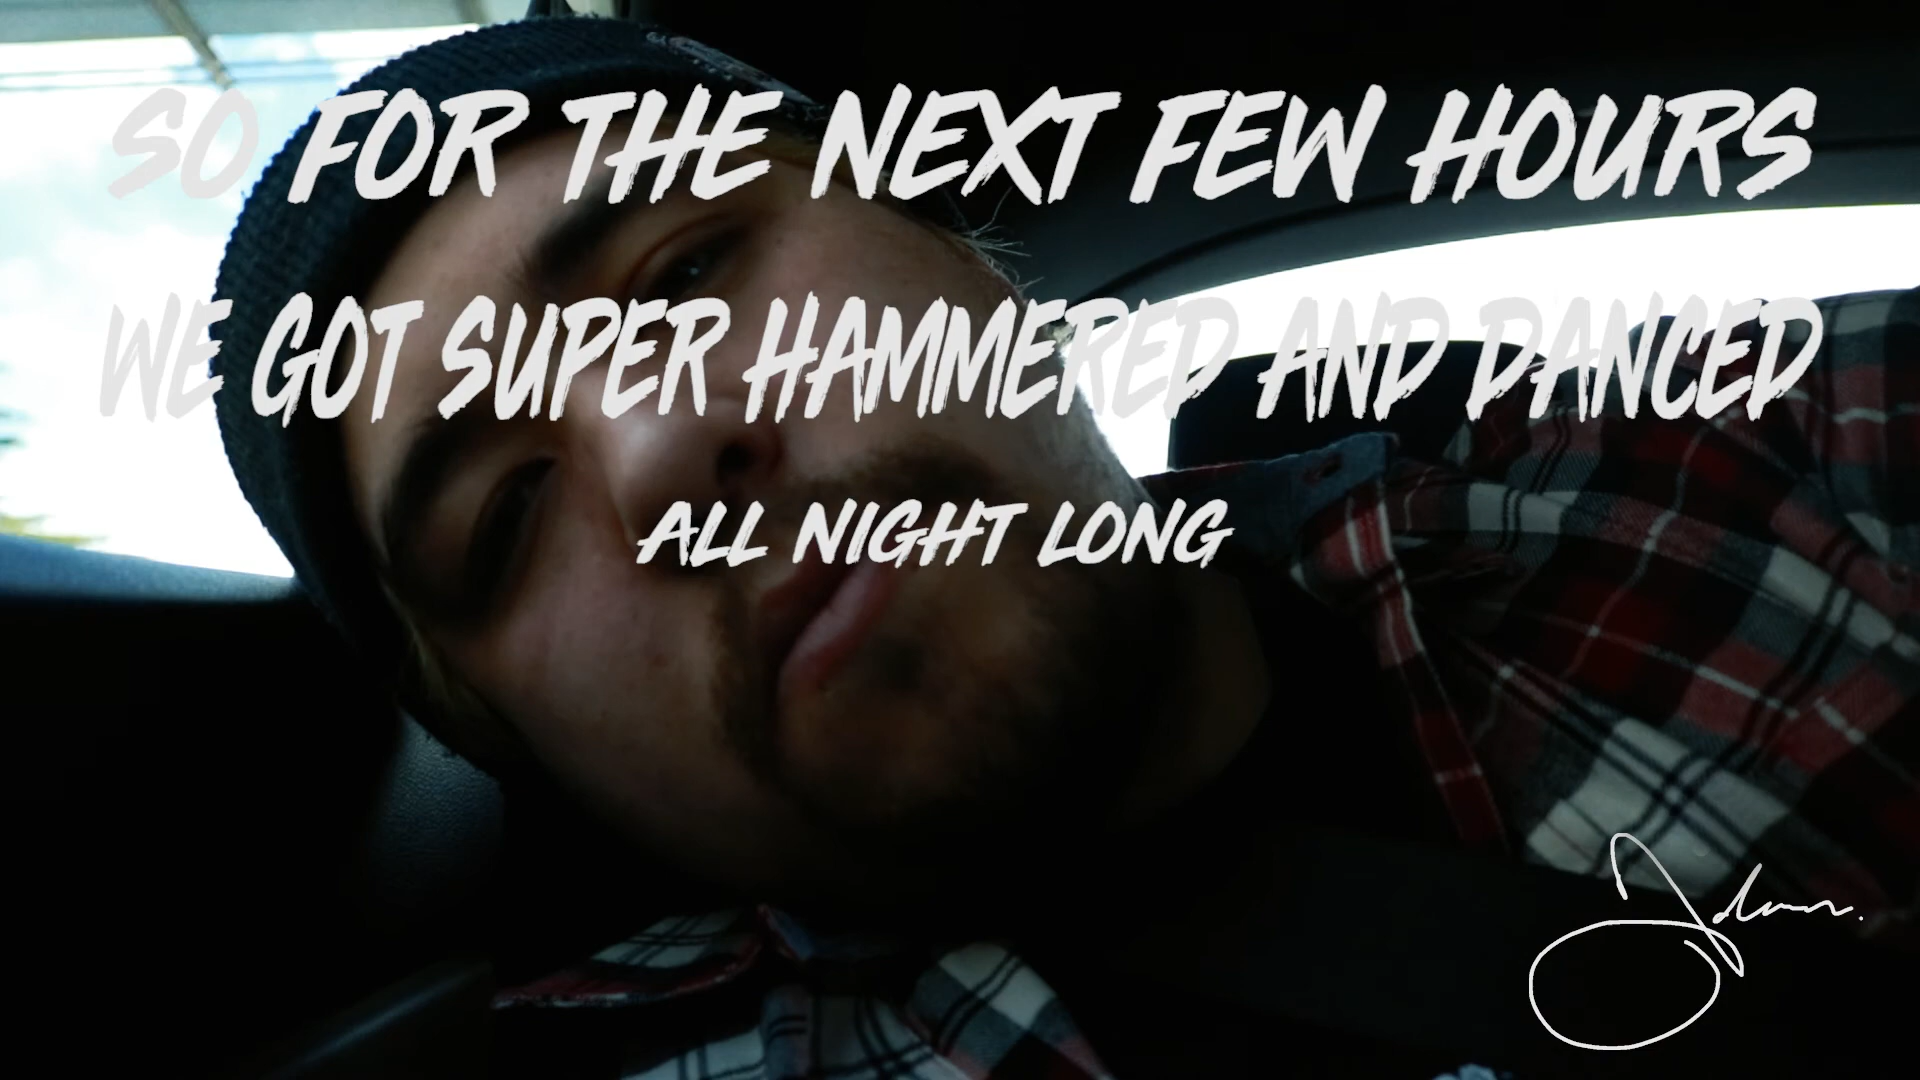 SO FOR THE NEXT FEW HOURS
WE GOT SUPER HAMMERED AND DANCED
ALL NIGHT LONG